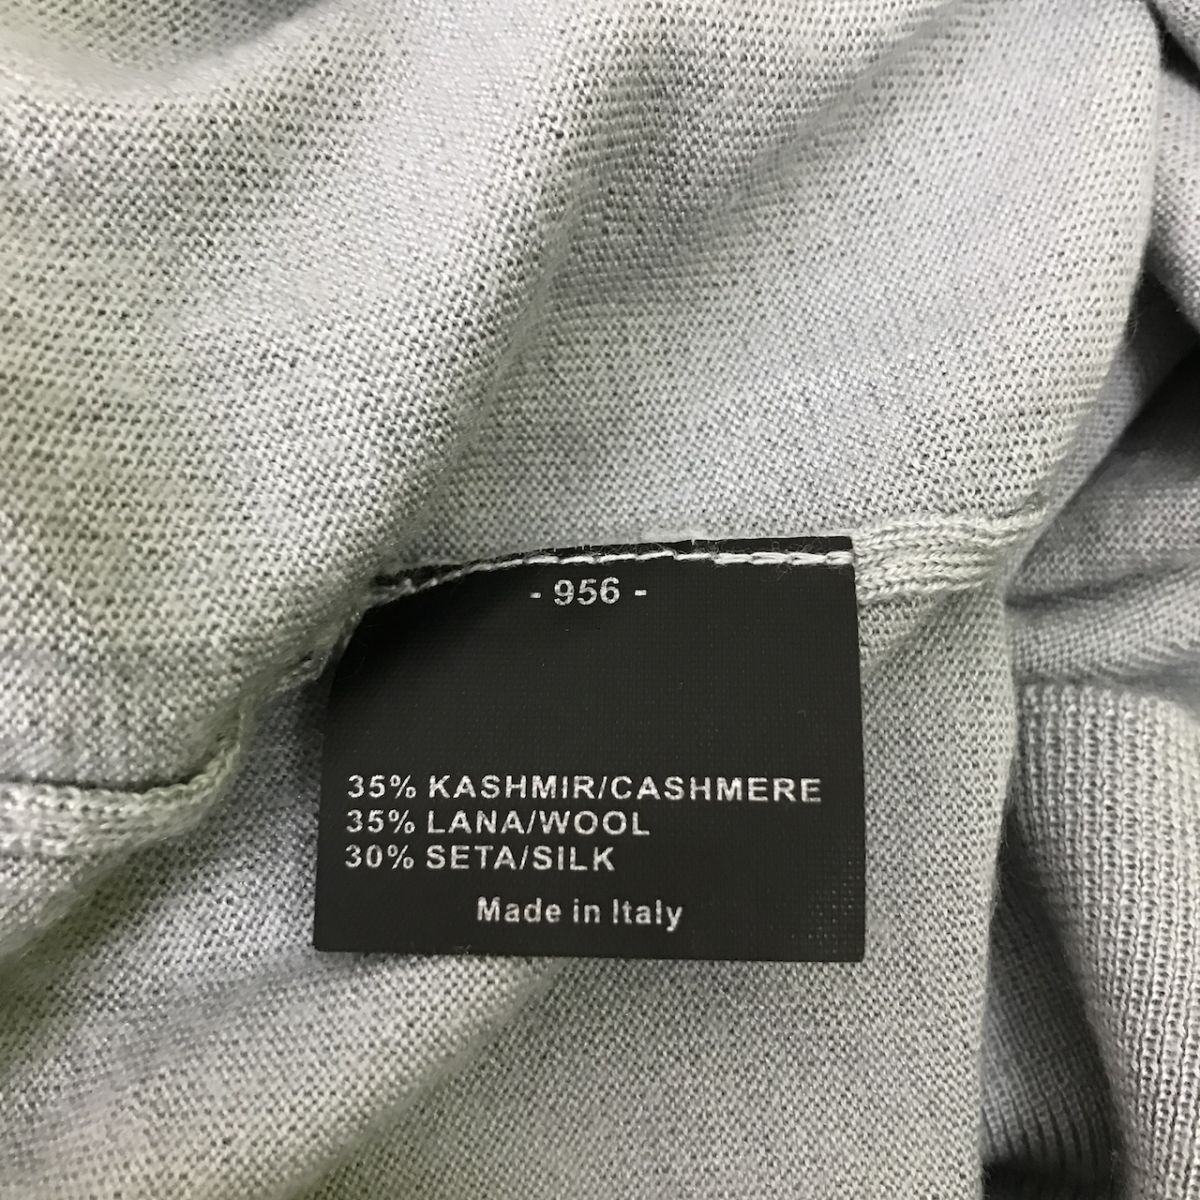 - 956 -
35% KASHMIR/CASHMERE
35% LANA/WOOL
30% SETA/SILK
Made in Italy